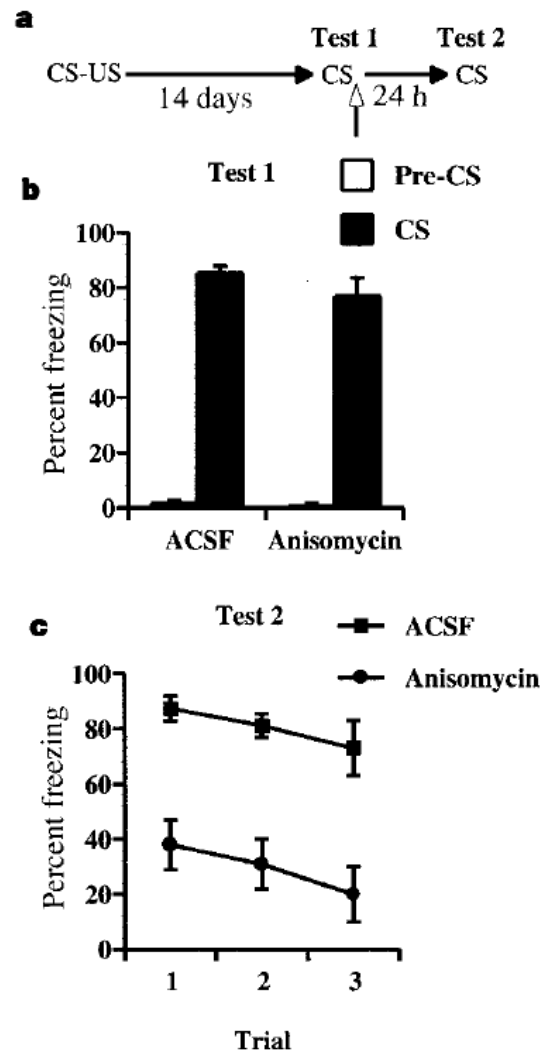 a
Test 1 Test 2
CS-US CS CS
14 days 24 h
b
Test 1
Pre-CS
CS
Percent freezing
100
80
60
40
20
0
ACSF Anisomycin
c
Test 2
ACSF
Anisomycin
Percent freezing
100
80
60
40
20
0
1 2 3
Trial